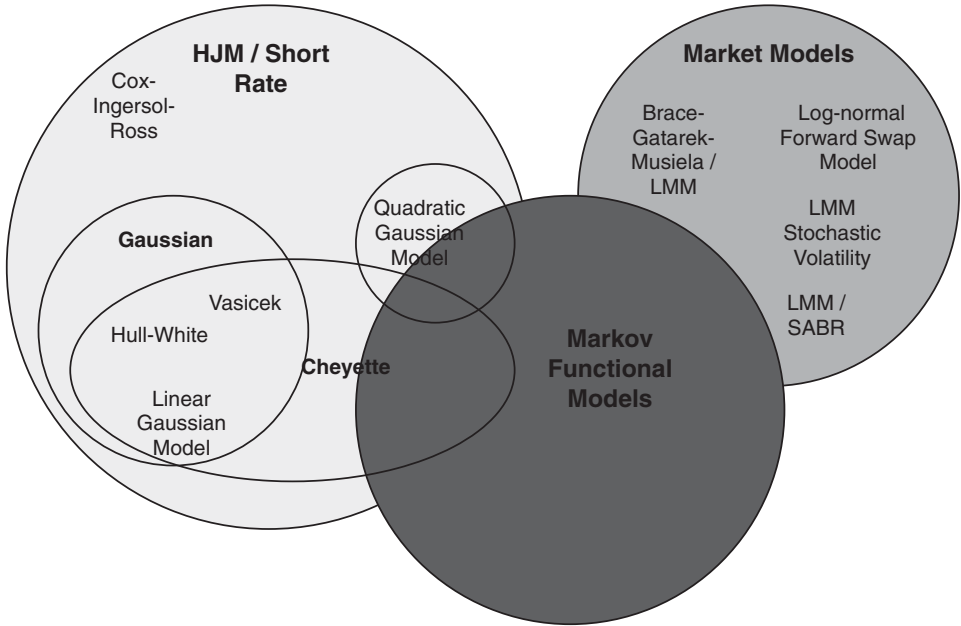 HJM / Short
Rate
Cox-
Ingersol-
Ross
Gaussian
Vasicek
Hull-White
Linear
Gaussian
Model
Cheyette
Quadratic
Gaussian
Model
Markov
Functional
Models
Market Models
Brace-
Gatarek-
Musiela /
LMM
Log-normal
Forward Swap
Model
LMM
Stochastic
Volatility
LMM /
SABR